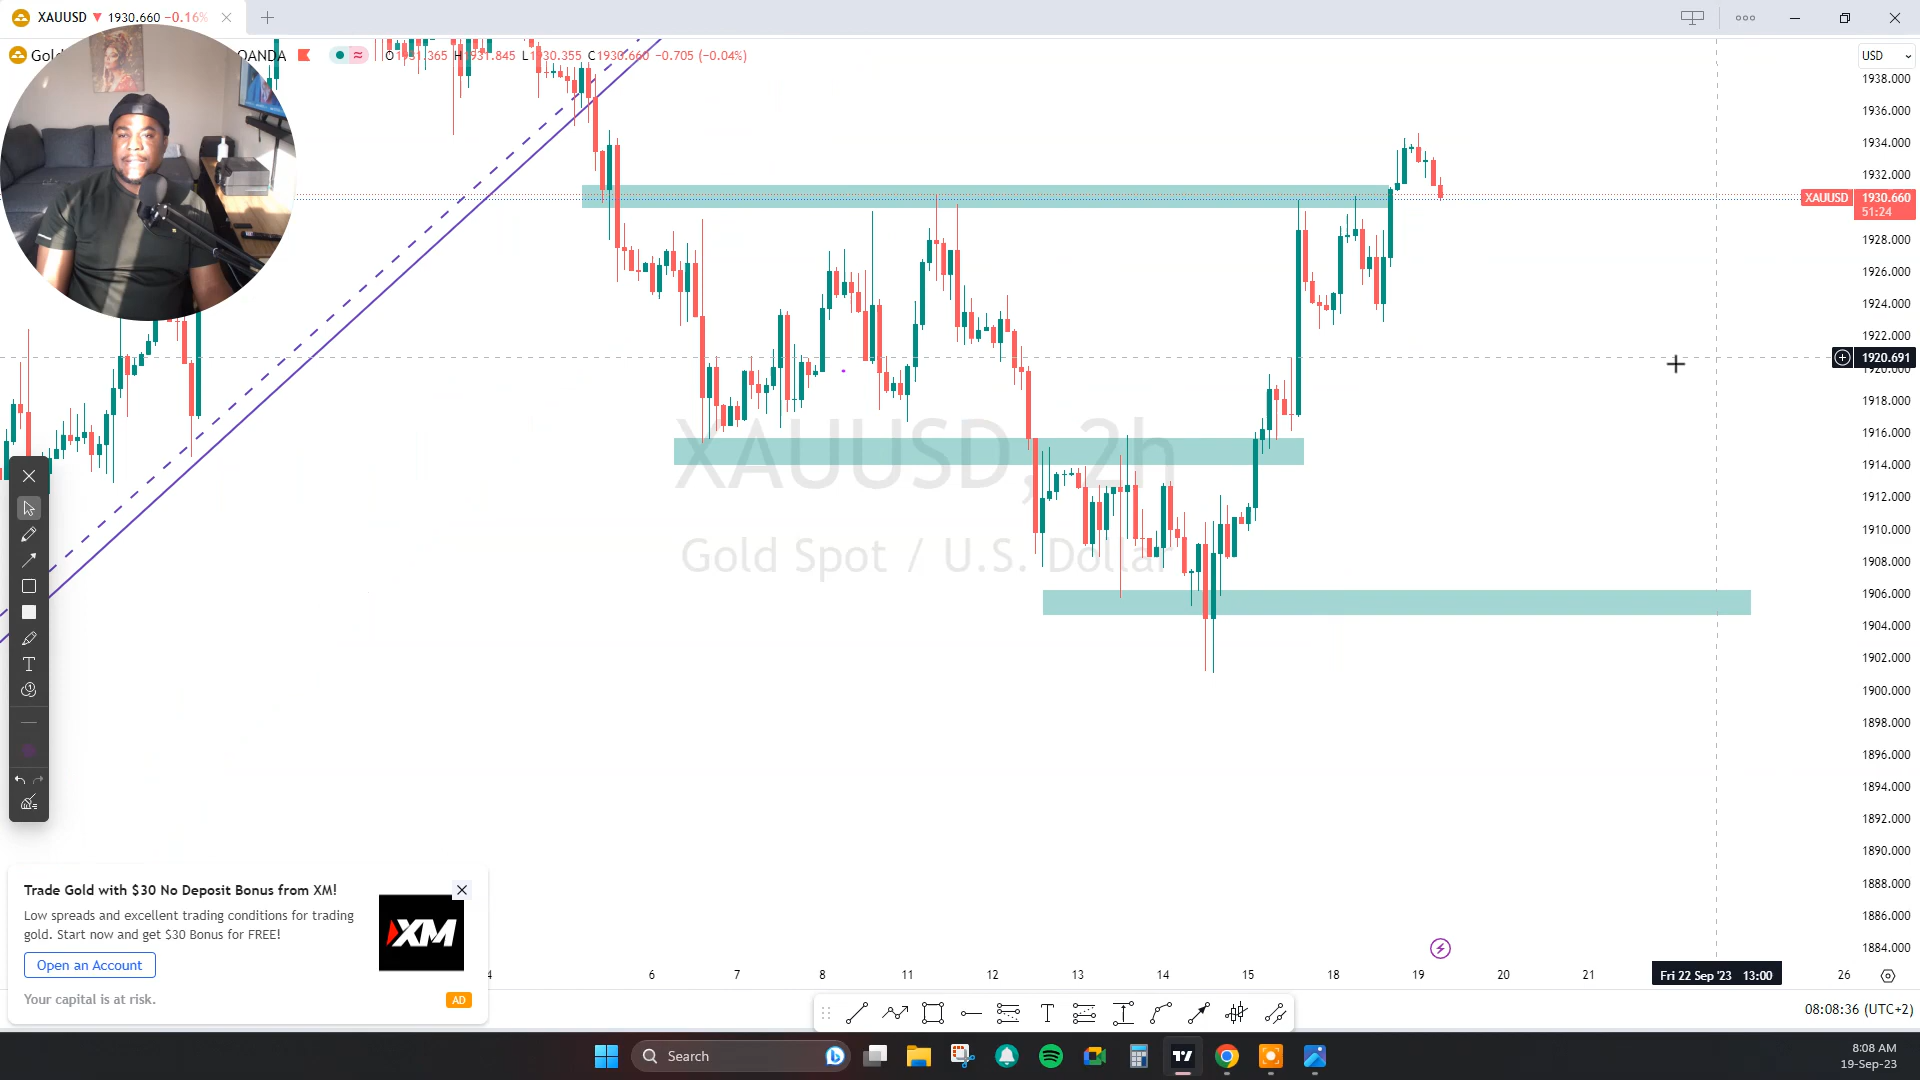 XAUUSD ▼ 1930.660 −0.16%
Gol OANDA O1931.365 H1931.845 L1930.355 C1930.660 −0.705 (−0.04%)
USD
1938.000
1936.000
1934.000
1932.000
XAUUSD 1930.660
51:24
1928.000
1926.000
1924.000
1922.000
1920.691
1920.000
1918.000
1916.000
1914.000
1912.000
1910.000
1908.000
1906.000
1904.000
1902.000
1900.000
1898.000
1896.000
1894.000
1892.000
1890.000
1888.000
1886.000
1884.000
XAUUSD, 2h
Gold Spot / U.S. Dollar
T
Trade Gold with $30 No Deposit Bonus from XM!
Low spreads and excellent trading conditions for trading
gold. Start now and get $30 Bonus for FREE!
Open an Account
Your capital is at risk.
AD
XM
4 6 7 8 11 12 13 14 15 18 19 20 21 Fri 22 Sep '23 13:00 26
T
08:08:36 (UTC+2)
Search
8:08 AM
19-Sep-23